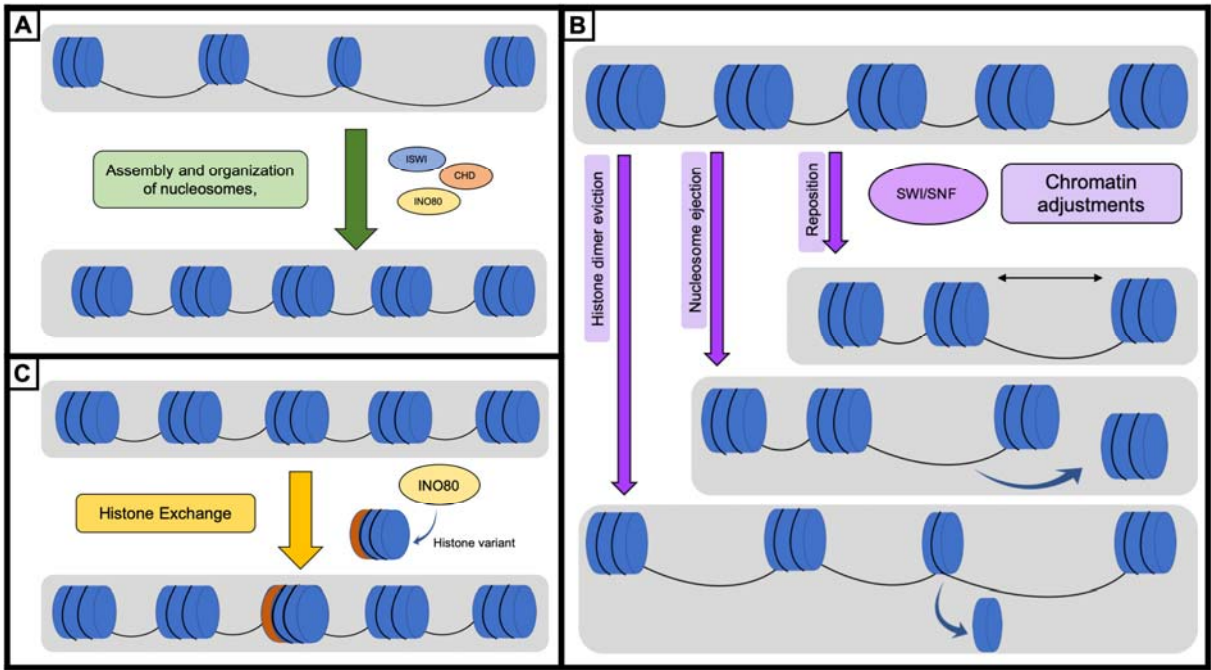 A
Assembly and organization
of nucleosomes,
ISWI
CHD
INO80
B
Histone dimer eviction
Nucleosome ejection
Reposition
SWI/SNF
Chromatin
adjustments
C
Histone Exchange
INO80
Histone variant